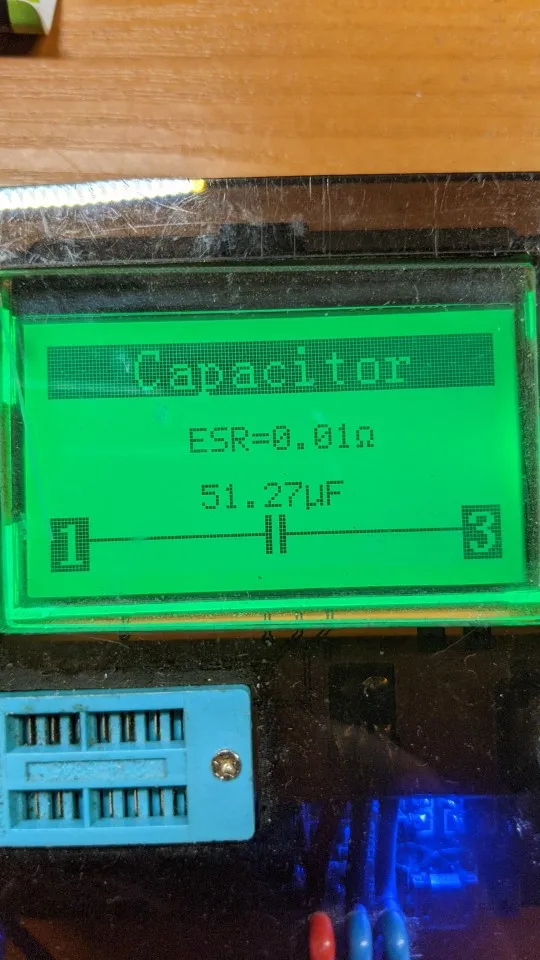 Capacitor
ESR=0.01Ω
51.27µF
1 3